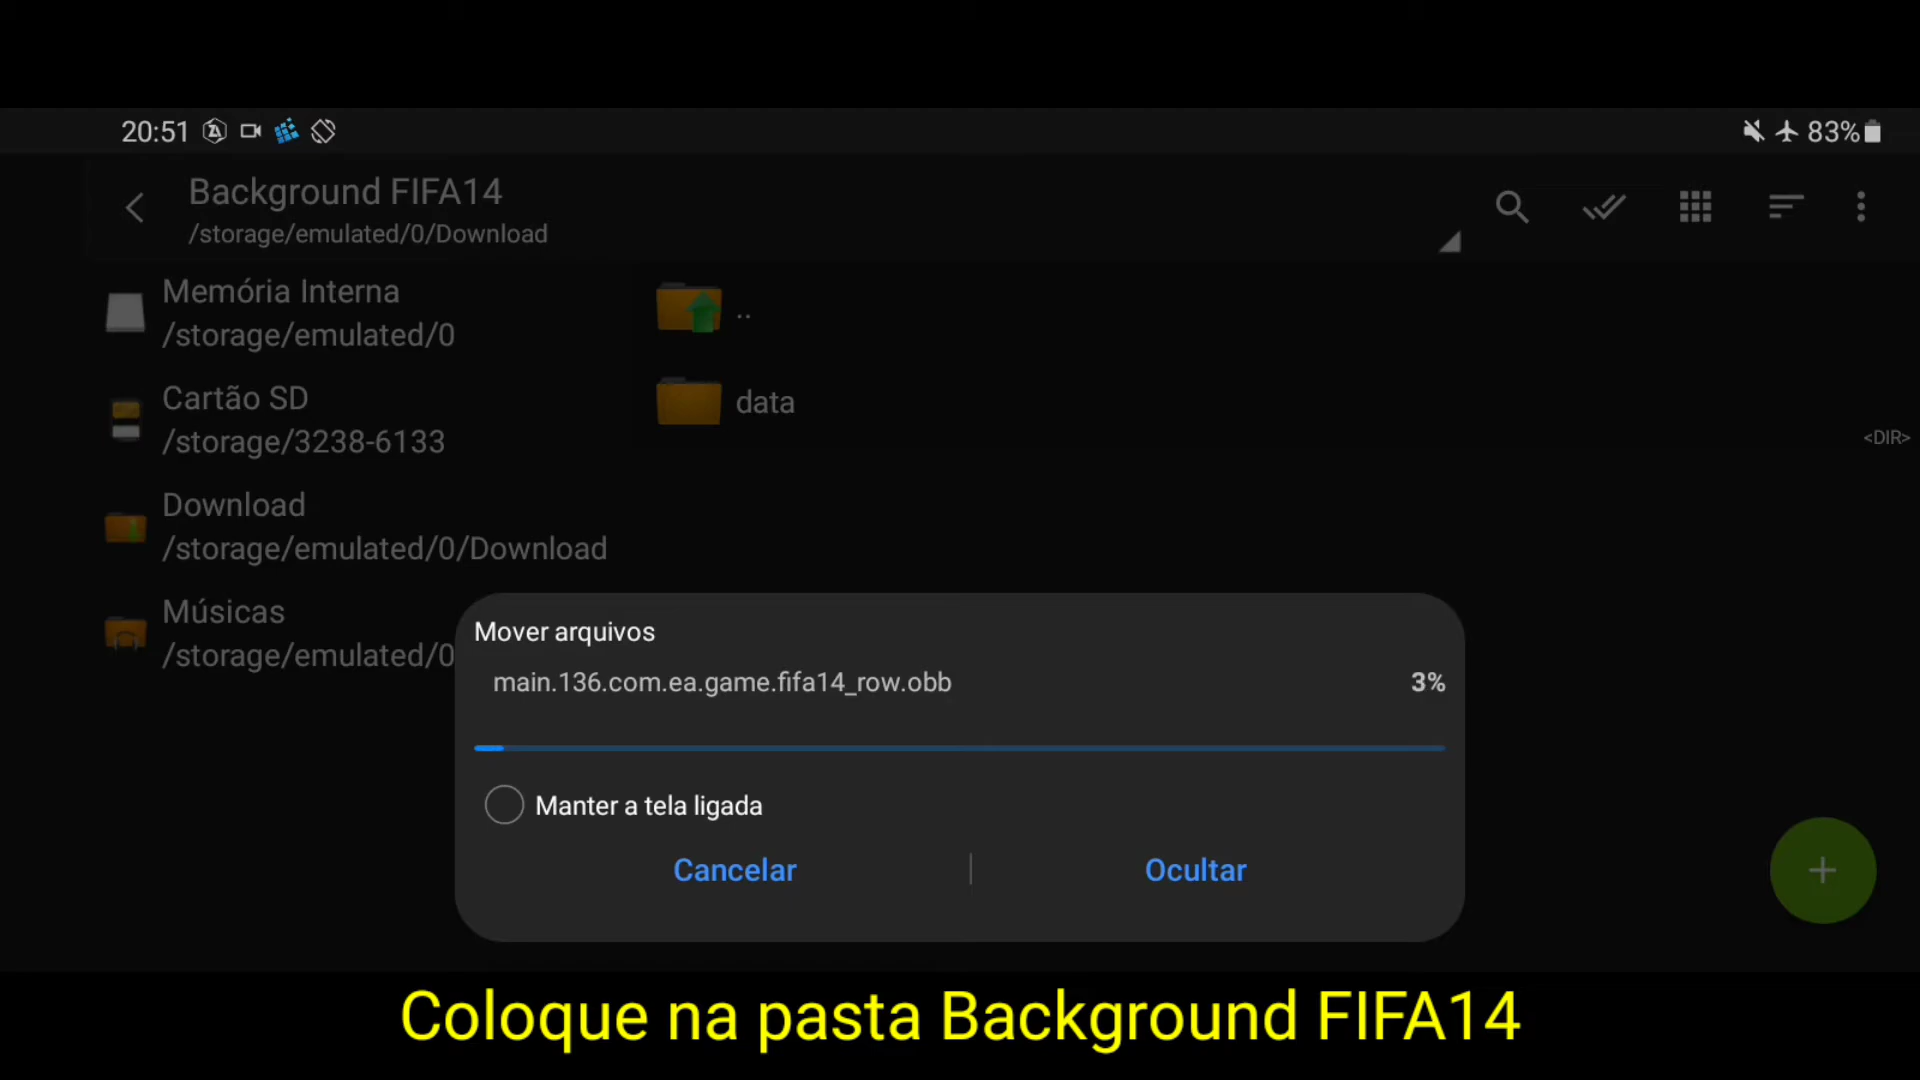 20:51
83%
Background FIFA14
/storage/emulated/0/Download
Memória Interna
/storage/emulated/0
Cartão SD
/storage/3238-6133
Download
/storage/emulated/0/Download
Músicas
/storage/emulated/0
..
data
<DIR>
Mover arquivos
main.136.com.ea.game.fifa14_row.obb
3%
Manter a tela ligada
Cancelar
Ocultar
Coloque na pasta Background FIFA14